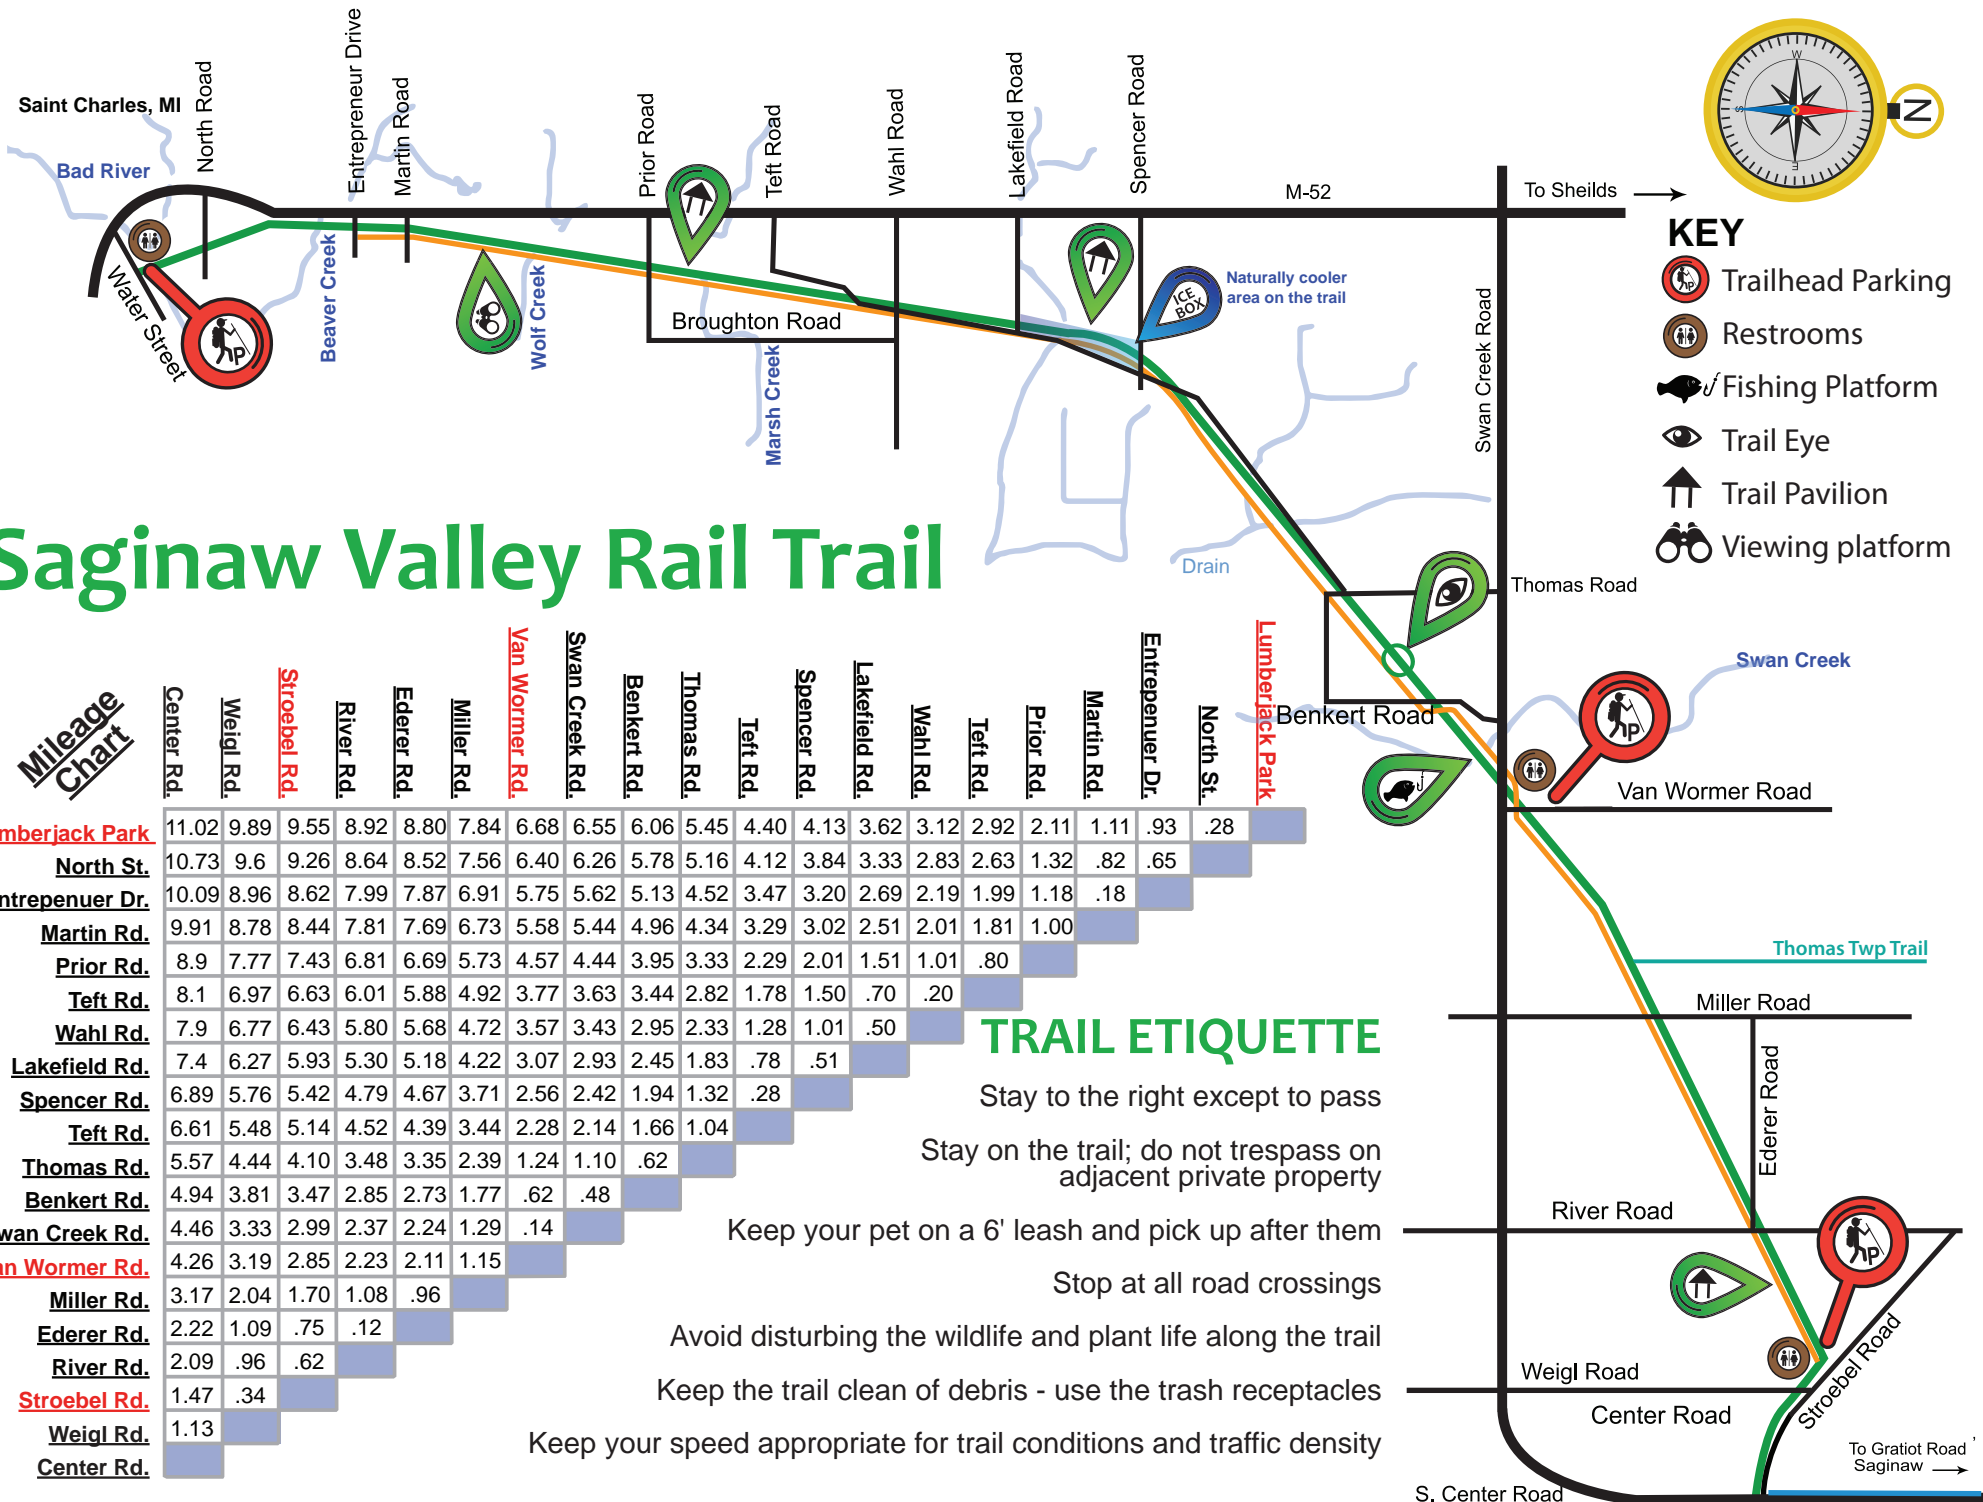 Saint Charles, MI
North Road
Entrepreneur Drive
Martin Road
Prior Road
Teft Road
Wahl Road
Lakefield Road
Spencer Road
M-52
To Sheilds
W
S
E
N
Bad River
Water Street
P
Beaver Creek
Wolf Creek
Marsh Creek
Broughton Road
ICE
BOX
Naturally cooler
area on the trail
Swan Creek Road
Drain
KEY
P
Trailhead Parking
Restrooms
Fishing Platform
Trail Eye
Trail Pavilion
Viewing platform
Saginaw Valley Rail Trail
Thomas Road
Swan Creek
Benkert Road
P
Van Wormer Road
Thomas Twp Trail
Miller Road
Ederer Road
River Road
P
Weigl Road
Center Road
Stroebel Road
To Gratiot Road '
Saginaw
S. Center Road
Mileage
Chart
Center Rd.
Weigl Rd.
Stroebel Rd.
River Rd.
Ederer Rd.
Miller Rd.
Van Wormer Rd.
Swan Creek Rd.
Benkert Rd.
Thomas Rd.
Teft Rd.
Spencer Rd.
Lakefield Rd.
Wahl Rd.
Teft Rd.
Prior Rd.
Martin Rd.
Entrepenuer Dr.
North St.
Lumberjack Park
mberjack Park 11.02 9.89 9.55 8.92 8.80 7.84 6.68 6.55 6.06 5.45 4.40 4.13 3.62 3.12 2.92 2.11 1.11 .93 .28
North St. 10.73 9.6 9.26 8.64 8.52 7.56 6.40 6.26 5.78 5.16 4.12 3.84 3.33 2.83 2.63 1.32 .82 .65
ntrepenuer Dr. 10.09 8.96 8.62 7.99 7.87 6.91 5.75 5.62 5.13 4.52 3.47 3.20 2.69 2.19 1.99 1.18 .18
Martin Rd. 9.91 8.78 8.44 7.81 7.69 6.73 5.58 5.44 4.96 4.34 3.29 3.02 2.51 2.01 1.81 1.00
Prior Rd. 8.9 7.77 7.43 6.81 6.69 5.73 4.57 4.44 3.95 3.33 2.29 2.01 1.51 1.01 .80
Teft Rd. 8.1 6.97 6.63 6.01 5.88 4.92 3.77 3.63 3.44 2.82 1.78 1.50 .70 .20
Wahl Rd. 7.9 6.77 6.43 5.80 5.68 4.72 3.57 3.43 2.95 2.33 1.28 1.01 .50
Lakefield Rd. 7.4 6.27 5.93 5.30 5.18 4.22 3.07 2.93 2.45 1.83 .78 .51
Spencer Rd. 6.89 5.76 5.42 4.79 4.67 3.71 2.56 2.42 1.94 1.32 .28
Teft Rd. 6.61 5.48 5.14 4.52 4.39 3.44 2.28 2.14 1.66 1.04
Thomas Rd. 5.57 4.44 4.10 3.48 3.35 2.39 1.24 1.10 .62
Benkert Rd. 4.94 3.81 3.47 2.85 2.73 1.77 .62 .48
wan Creek Rd. 4.46 3.33 2.99 2.37 2.24 1.29 .14
an Wormer Rd. 4.26 3.19 2.85 2.23 2.11 1.15
Miller Rd. 3.17 2.04 1.70 1.08 .96
Ederer Rd. 2.22 1.09 .75 .12
River Rd. 2.09 .96 .62
Stroebel Rd. 1.47 .34
Weigl Rd. 1.13
Center Rd.
TRAIL ETIQUETTE
Stay to the right except to pass
Stay on the trail; do not trespass on
adjacent private property
Keep your pet on a 6' leash and pick up after them
Stop at all road crossings
Avoid disturbing the wildlife and plant life along the trail
Keep the trail clean of debris - use the trash receptacles
Keep your speed appropriate for trail conditions and traffic density